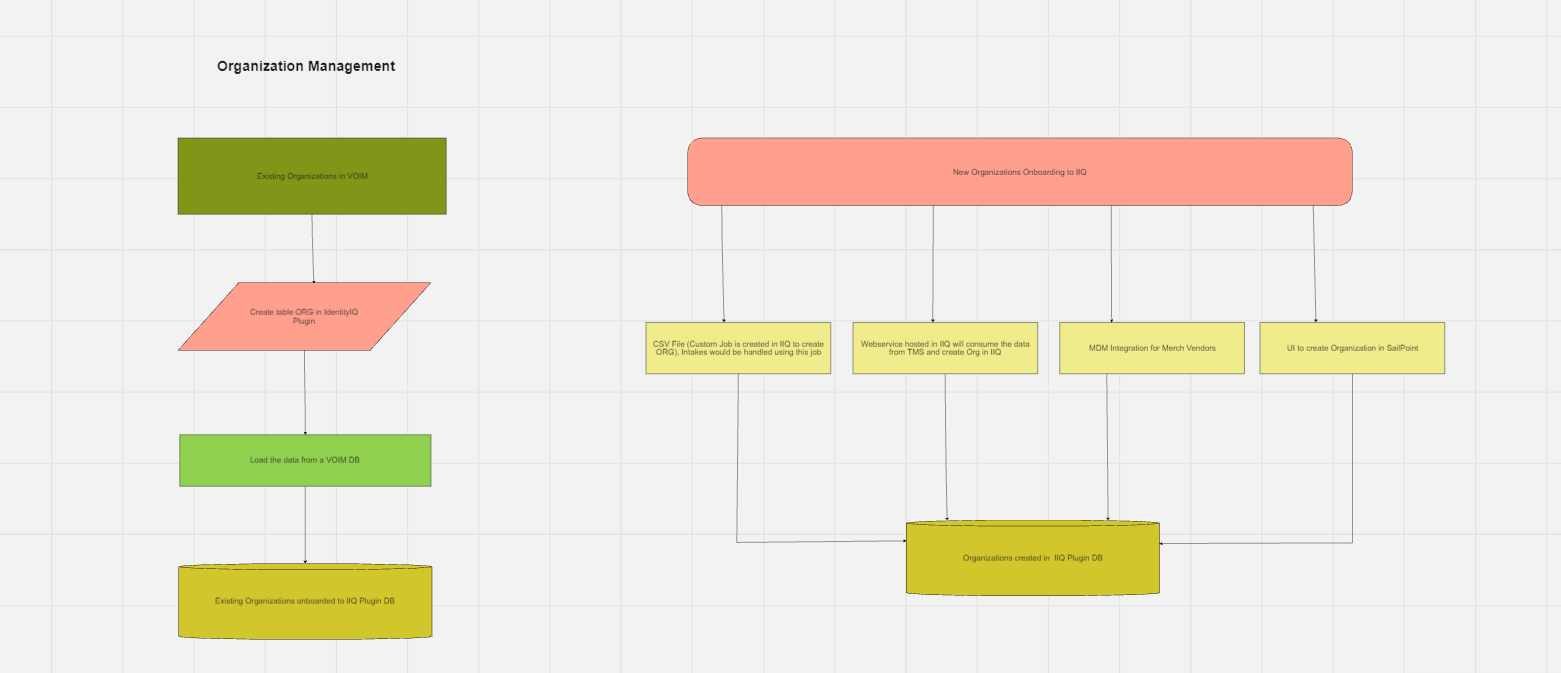 Organization Management
Existing Organizations in VOIM
Create table ORG in IdentityIQ
Plugin
Load the data from a VOIM DB
Existing Organizations onboarded to IIQ Plugin DB
New Organizations Onboarding to IIQ
CSV File (Custom Job is created in IIQ to create
ORG), Intakes would be handled using this job
Webservice hosted in IIQ will consume the data
from TMS and create Org in IIQ
MDM Integration for Merch Vendors
UI to create Organization in SailPoint
Organizations created in  IIQ Plugin DB